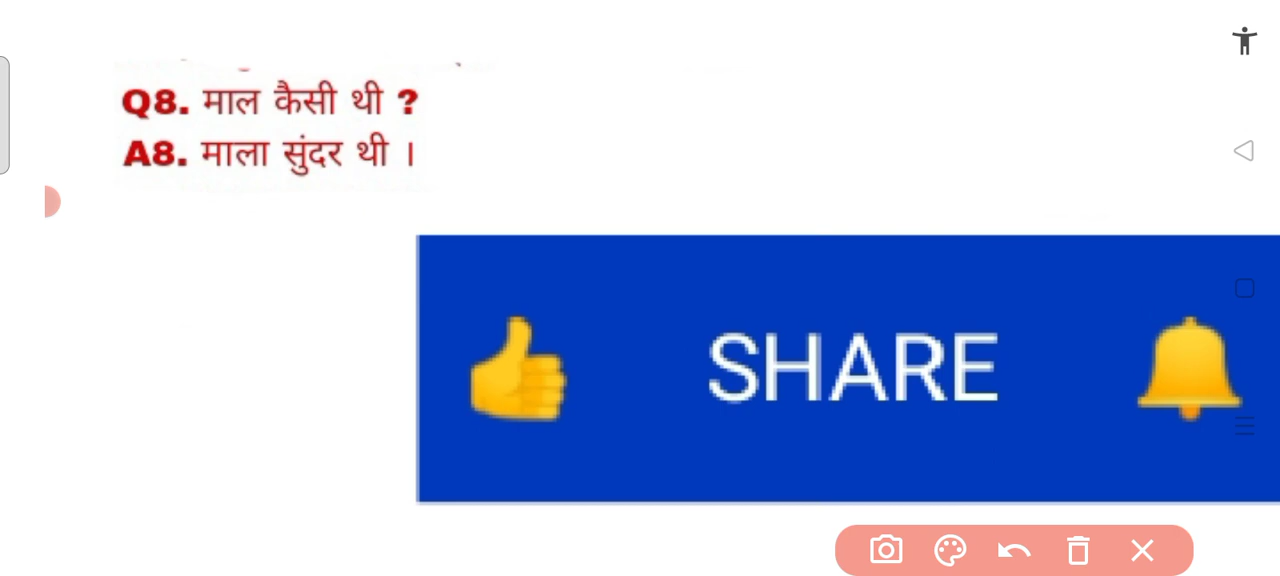 Q8. माल कैसी थी ?
A8. माला सुंदर थी ।
SHARE